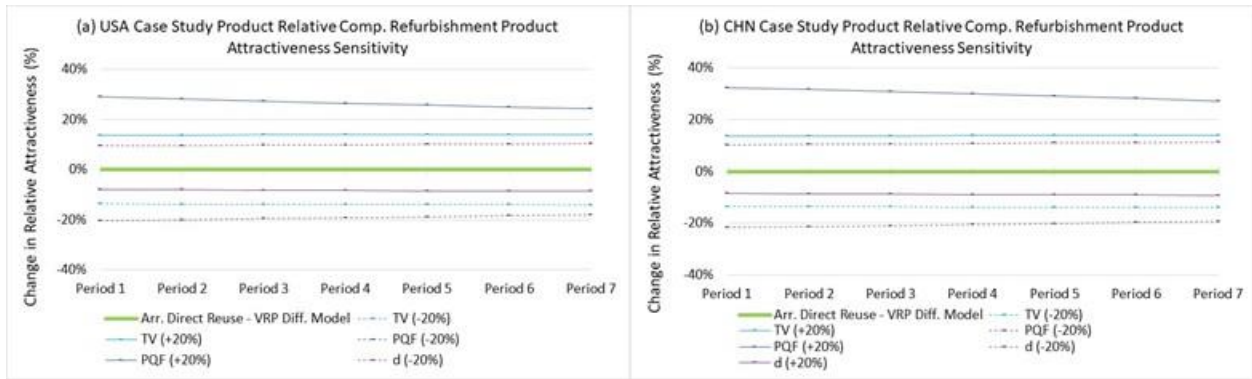 (a) USA Case Study Product Relative Comp. Refurbishment Product
Attractiveness Sensitivity
Change in Relative Attractiveness (%)
40%
20%
0%
-20%
-40%
Period 1 Period 2 Period 3 Period 4 Period 5 Period 6 Period 7
Arr. Direct Reuse - VRP Diff. Model TV (-20%)
TV (+20%) PQF (-20%)
PQF (+20%) d (-20%)
(b) CHN Case Study Product Relative Comp. Refurbishment Product
Attractiveness Sensitivity
Change in Relative Attractiveness (%)
40%
20%
0%
-20%
-40%
Period 1 Period 2 Period 3 Period 4 Period 5 Period 6 Period 7
Arr. Direct Reuse - VRP Diff. Model TV (-20%)
TV (+20%) PQF (-20%)
PQF (+20%) d (-20%)
d (+20%)